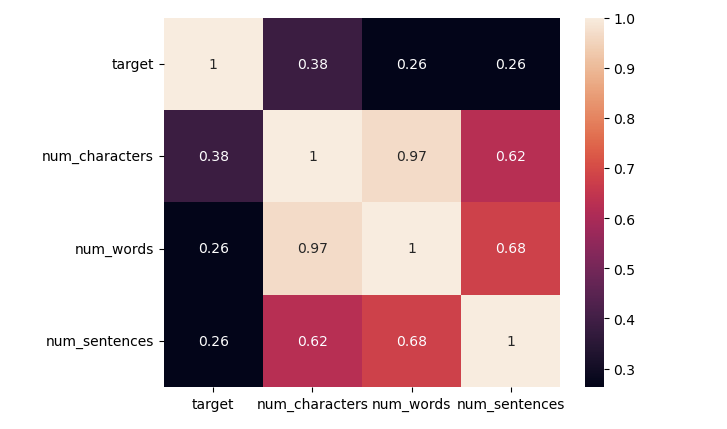 target 1 0.38 0.26 0.26
num_characters 0.38 1 0.97 0.62
num_words 0.26 0.97 1 0.68
num_sentences 0.26 0.62 0.68 1
target num_characters num_words num_sentences
1.0
0.9
0.8
0.7
0.6
0.5
0.4
0.3